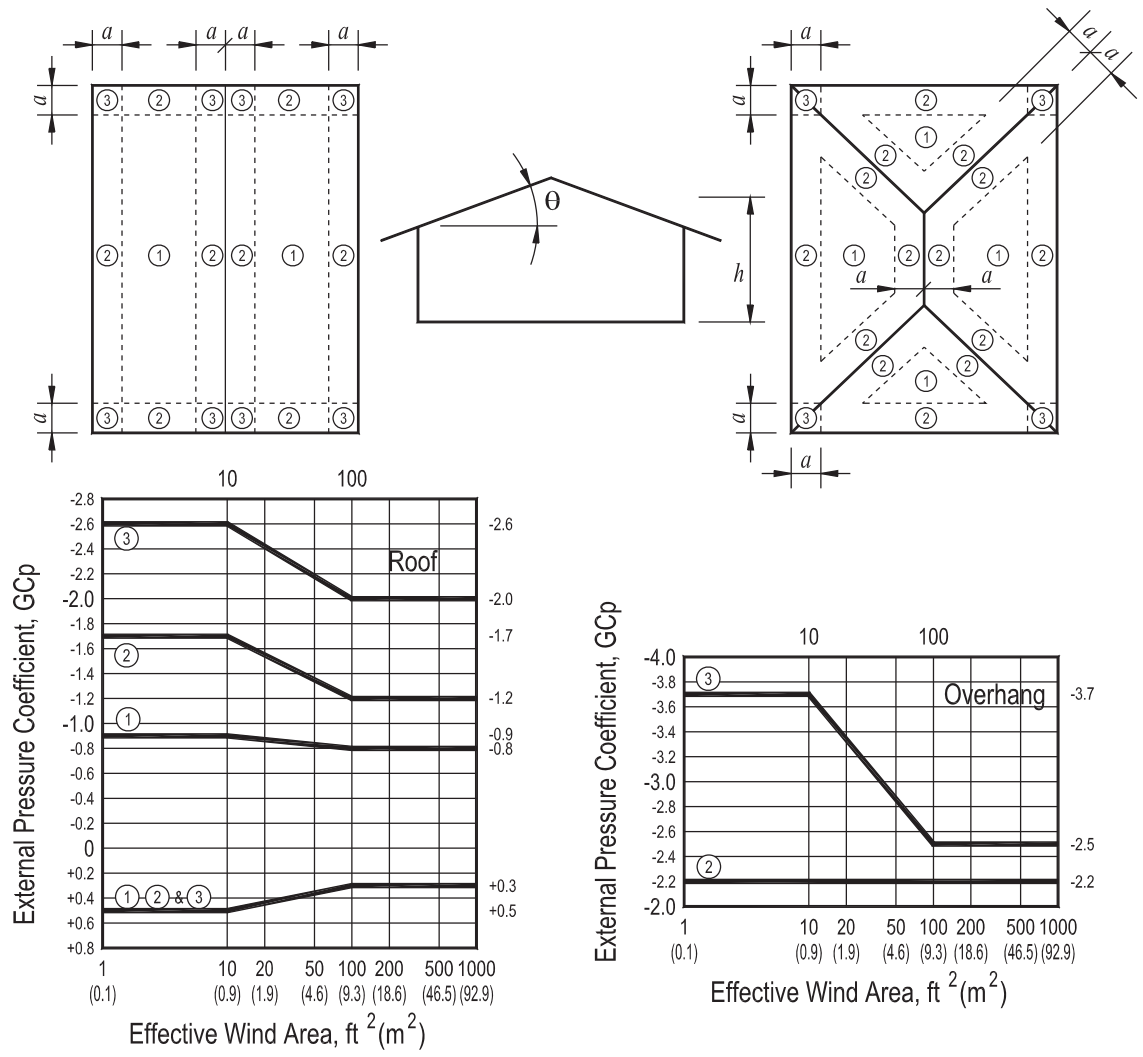 a a a a
a ③ ② ③ ③ ② ③
② ① ② ② ① ②
a ③ ② ③ ③ ② ③
θ
h
a a a
a ③ ② ③
①
② ②
② ②
② ① ② ② ① ②
a a
② ②
② ②
①
a ③ ② ③
a
10 100
-2.8
-2.6 ③ -2.6
-2.4 Roof
-2.2
-2.0 -2.0
-1.8
-1.6 ② -1.7
-1.4
-1.2 -1.2
-1.0 ①
-0.9
-0.8 -0.8
-0.6
-0.4
-0.2
0
+0.2
+0.4 ① ② & ③ +0.3
+0.6 +0.5
+0.8
External Pressure Coefficient, GCp
1 10 20 50 100 200 500 1000
(0.1) (0.9) (1.9) (4.6) (9.3) (18.6) (46.5) (92.9)
Effective Wind Area, ft ²(m²)
10 100
-4.0
-3.8 ③ Overhang -3.7
-3.6
-3.4
-3.2
-3.0
-2.8
-2.6
-2.4 ② -2.5
-2.2 -2.2
-2.0
External Pressure Coefficient, GCp
1 10 20 50 100 200 500 1000
(0.1) (0.9) (1.9) (4.6) (9.3) (18.6) (46.5) (92.9)
Effective Wind Area, ft ²(m²)